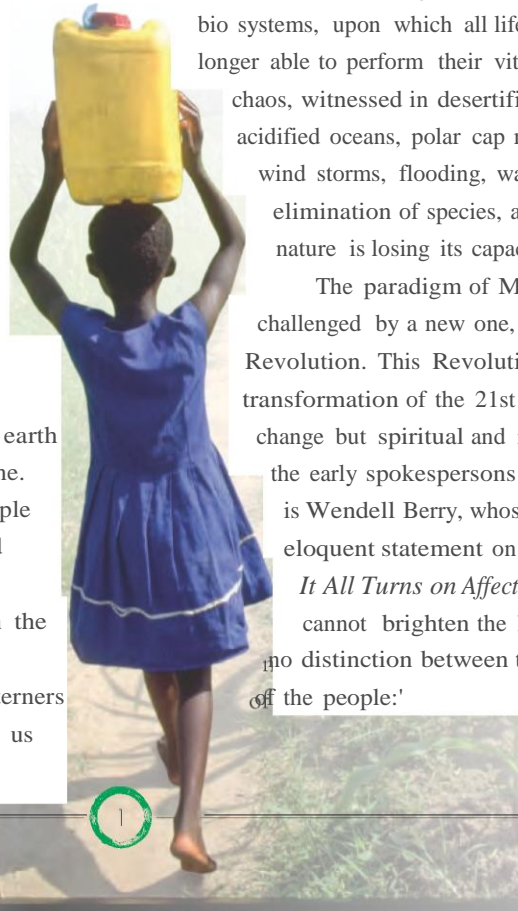 earth
ne.
ple
the
terners
us
bio systems, upon which all life
longer able to perform their vit
chaos, witnessed in desertifi
acidified oceans, polar cap
wind storms, flooding, wa
elimination of species, a
nature is losing its capac
The paradigm of M
challenged by a new one,
Revolution. This Revoluti
transformation of the 21st
change but spiritual and
the early spokespersons
is Wendell Berry, whos
eloquent statement on
It All Turns on Affect
cannot brighten the
no distinction between t
of the people:'
1